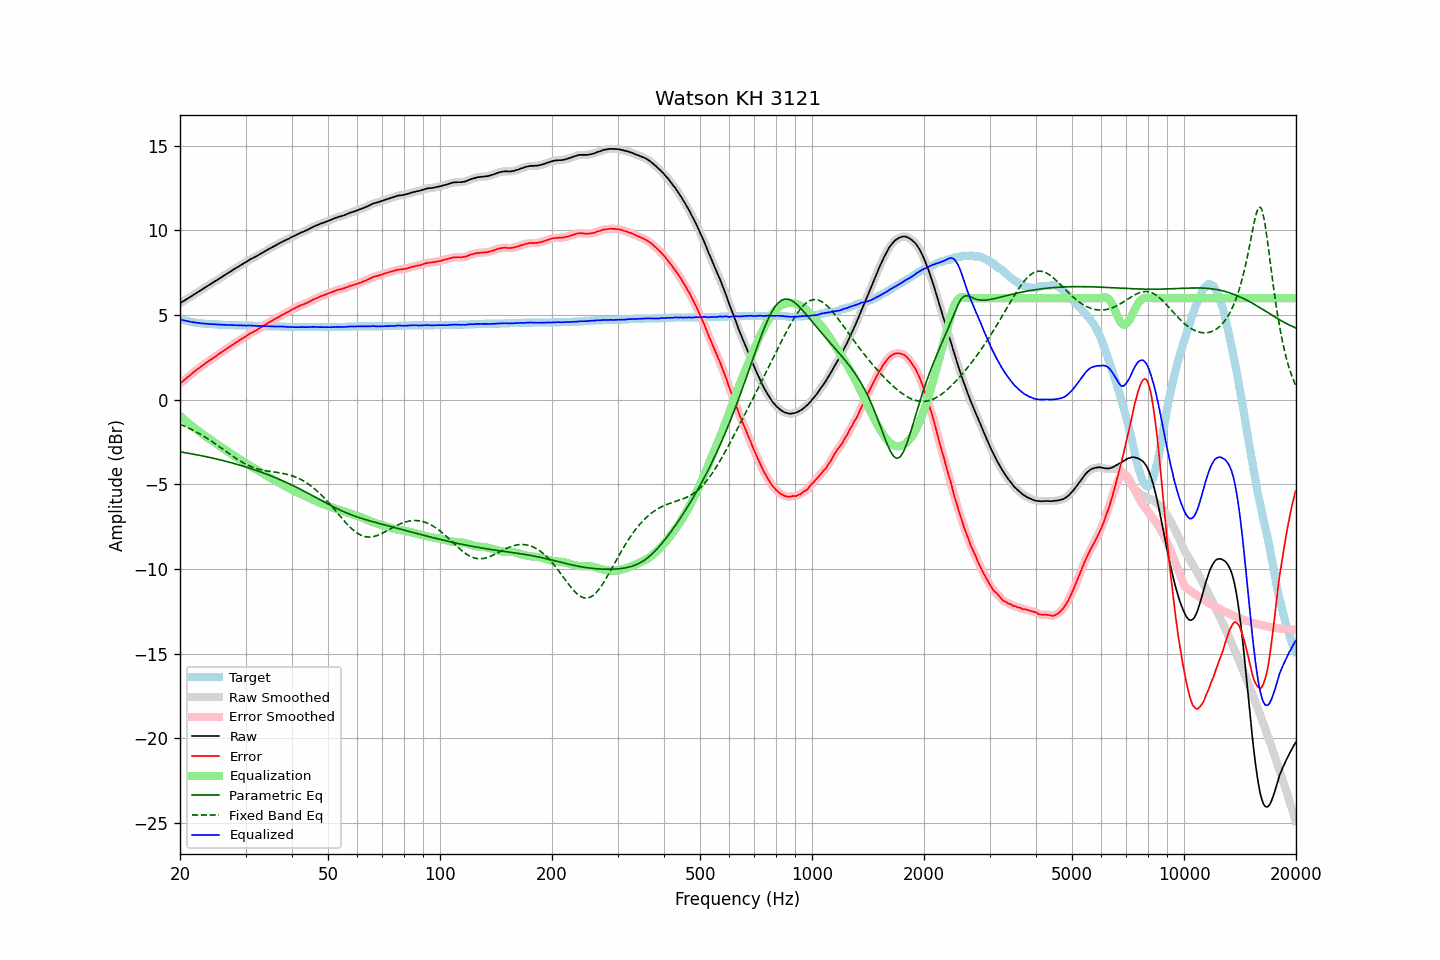 Watson KH 3121
Amplitude (dBr)
15
10
5
0
−5
−10
−15
−20
−25
Target
Raw Smoothed
Error Smoothed
Raw
Error
Equalization
Parametric Eq
Fixed Band Eq
Equalized
20 50 100 200 500 1000 2000 5000 10000 20000
Frequency (Hz)